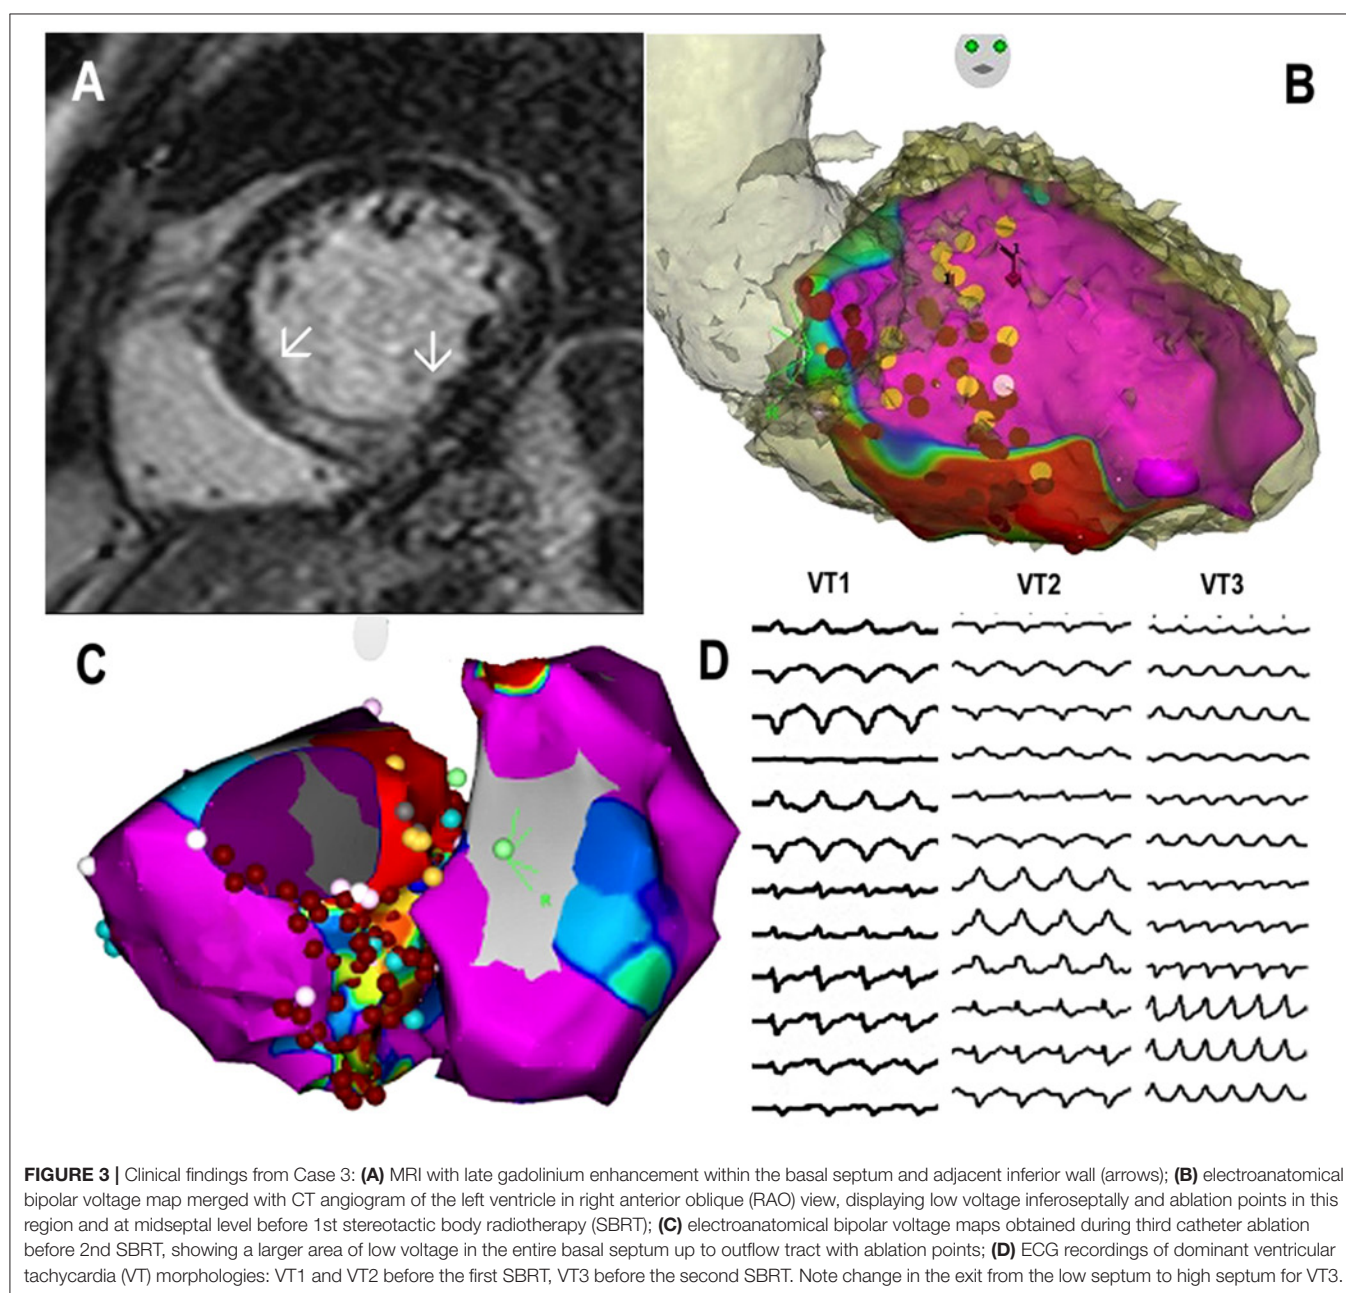 A
B
1
1
R
VT1
VT2
VT3
C
D
R
FIGURE 3 | Clinical findings from Case 3: (A) MRI with late gadolinium enhancement within the basal septum and adjacent inferior wall (arrows); (B) electroanatomical
bipolar voltage map merged with CT angiogram of the left ventricle in right anterior oblique (RAO) view, displaying low voltage inferoseptally and ablation points in this
region and at midseptal level before 1st stereotactic body radiotherapy (SBRT); (C) electroanatomical bipolar voltage maps obtained during third catheter ablation
before 2nd SBRT, showing a larger area of low voltage in the entire basal septum up to outflow tract with ablation points; (D) ECG recordings of dominant ventricular
tachycardia (VT) morphologies: VT1 and VT2 before the first SBRT, VT3 before the second SBRT. Note change in the exit from the low septum to high septum for VT3.